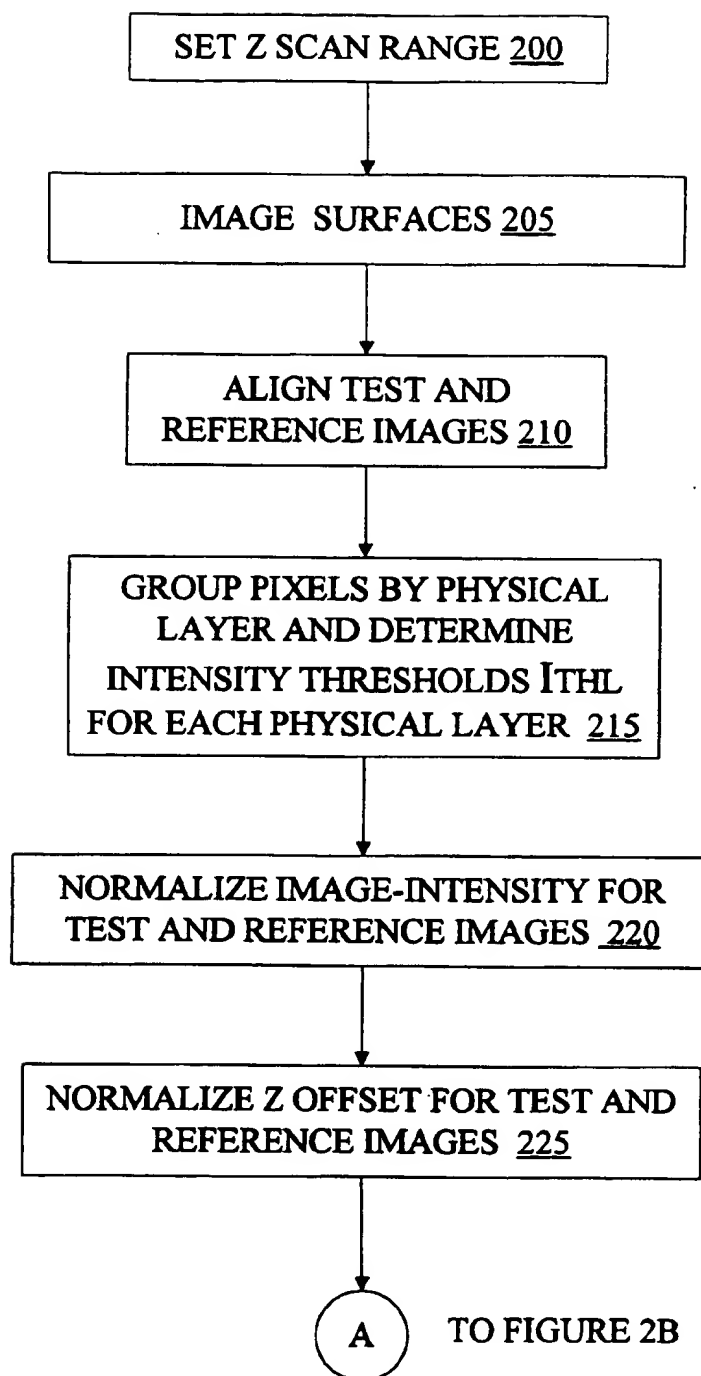 SET Z SCAN RANGE 200
IMAGE SURFACES 205
ALIGN TEST AND
REFERENCE IMAGES 210
GROUP PIXELS BY PHYSICAL
LAYER AND DETERMINE
INTENSITY THRESHOLDS ITHL
FOR EACH PHYSICAL LAYER 215
NORMALIZE IMAGE-INTENSITY FOR
TEST AND REFERENCE IMAGES 220
NORMALIZE Z OFFSET FOR TEST AND
REFERENCE IMAGES 225
A TO FIGURE 2B